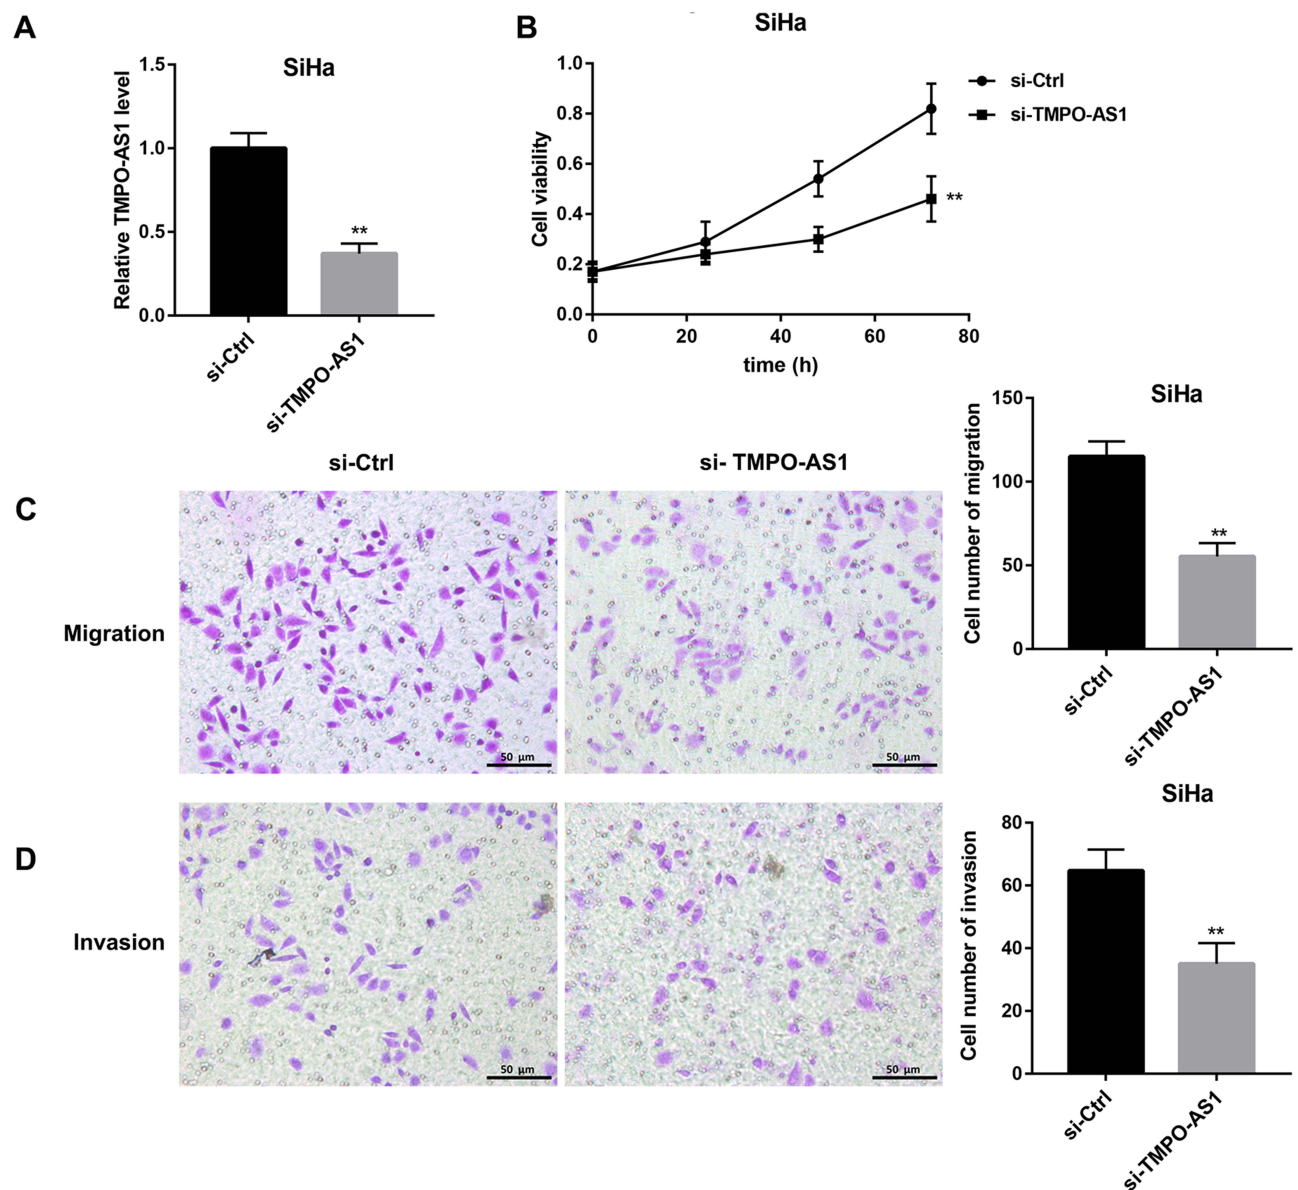 A
SiHa
Relative TMPO-AS1 level
1.5
1.0
0.5
0.0
**
si-Ctrl
si-TMPO-AS1
B
SiHa
Cell viability
1.0
0.8
0.6
0.4
0.2
0.0
0
20
40
60
80
time (h)
**
si-Ctrl
si-TMPO-AS1
C
si-Ctrl
si- TMPO-AS1
Migration
50 μm
50 μm
SiHa
Cell number of migration
150
100
50
0
**
si-Ctrl
si-TMPO-AS1
D
Invasion
50 μm
50 μm
SiHa
Cell number of invasion
80
60
40
20
0
**
si-Ctrl
si-TMPO-AS1